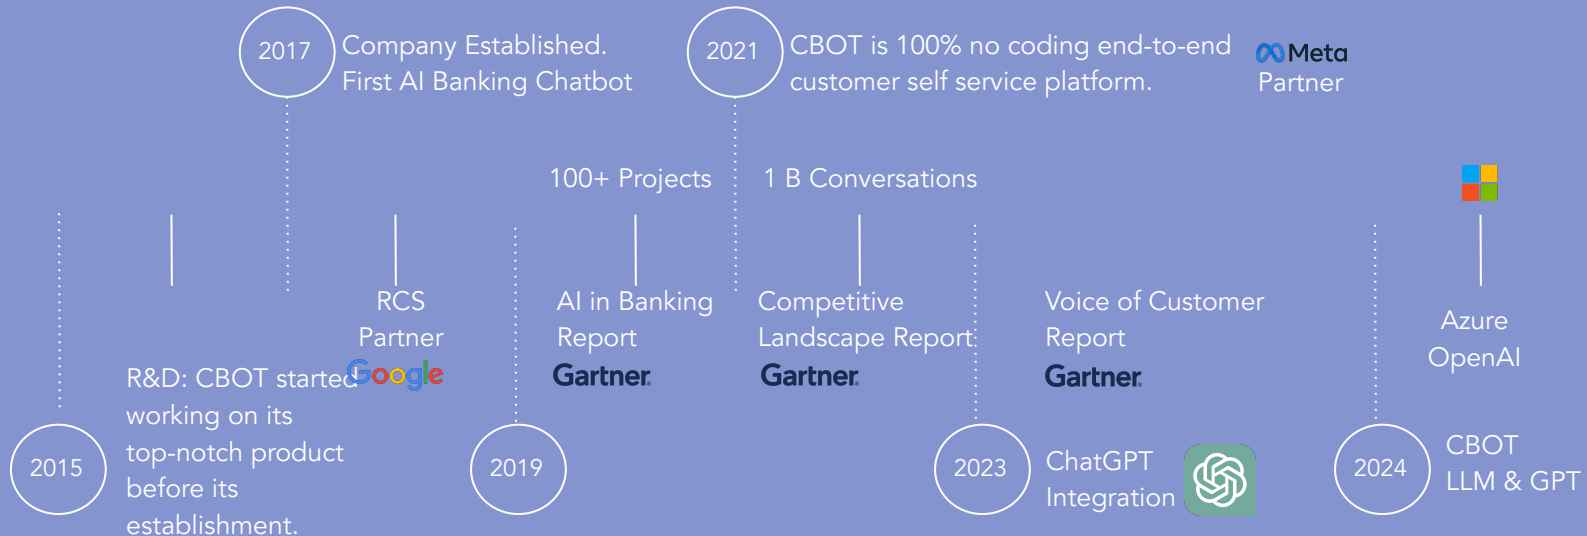 2017
Company Established.
First AI Banking Chatbot
2021
CBOT is 100% no coding end-to-end
customer self service platform.
Meta
Partner
100+ Projects
1 B Conversations
RCS
Partner
Google
AI in Banking
Report
Gartner
Competitive
Landscape Report
Gartner
Voice of Customer
Report
Gartner
Azure
OpenAI
2015
R&D: CBOT started
working on its
top-notch product
before its
establishment.
2019
2023
ChatGPT
Integration
2024
CBOT
LLM & GPT